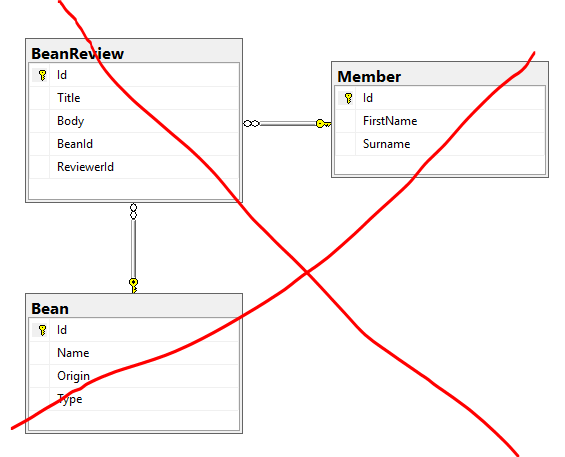 BeanReview
Id
Title
Body
BeanId
ReviewerId
Member
Id
FirstName
Surname
Bean
Id
Name
Origin
Type